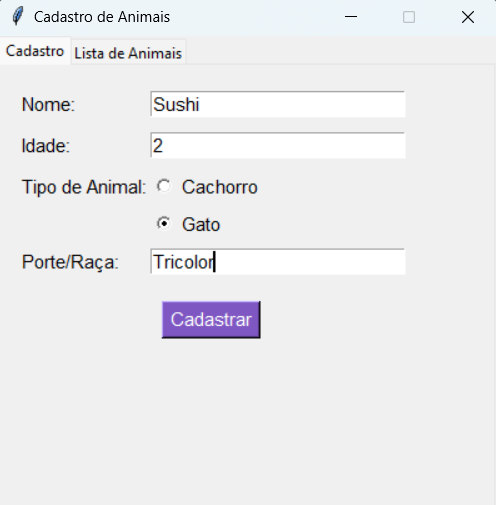 Cadastro de Animais
Cadastro Lista de Animais
Nome: Sushi
Idade: 2
Tipo de Animal: Cachorro
Gato
Porte/Raça: Tricolor
Cadastrar